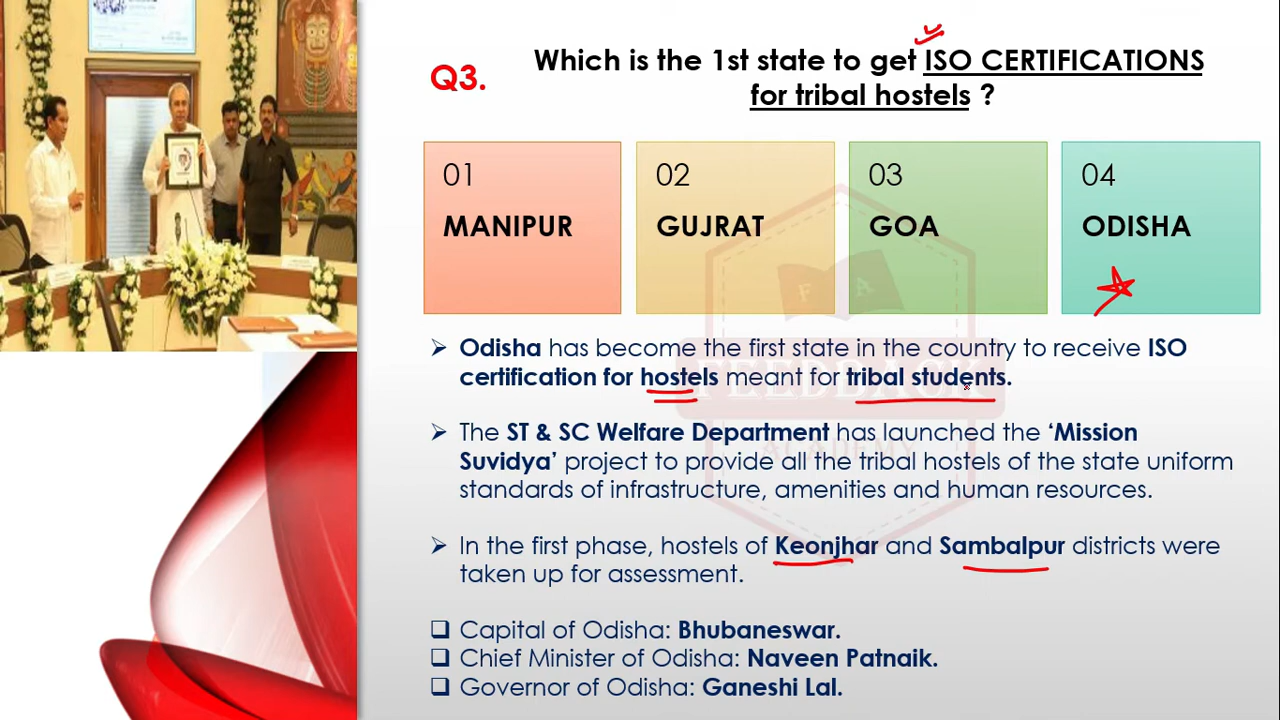 Q3.
Which is the 1st state to get ISO CERTIFICATIONS
for tribal hostels ?
01
MANIPUR
02
GUJRAT
03
GOA
04
ODISHA
F A
FEEDBACK
ACADEMY
➢ Odisha has become the first state in the country to receive ISO
certification for hostels meant for tribal students.
➢ The ST & SC Welfare Department has launched the ‘Mission
Suvidya’ project to provide all the tribal hostels of the state uniform
standards of infrastructure, amenities and human resources.
➢ In the first phase, hostels of Keonjhar and Sambalpur districts were
taken up for assessment.
❑ Capital of Odisha: Bhubaneswar.
❑ Chief Minister of Odisha: Naveen Patnaik.
❑ Governor of Odisha: Ganeshi Lal.